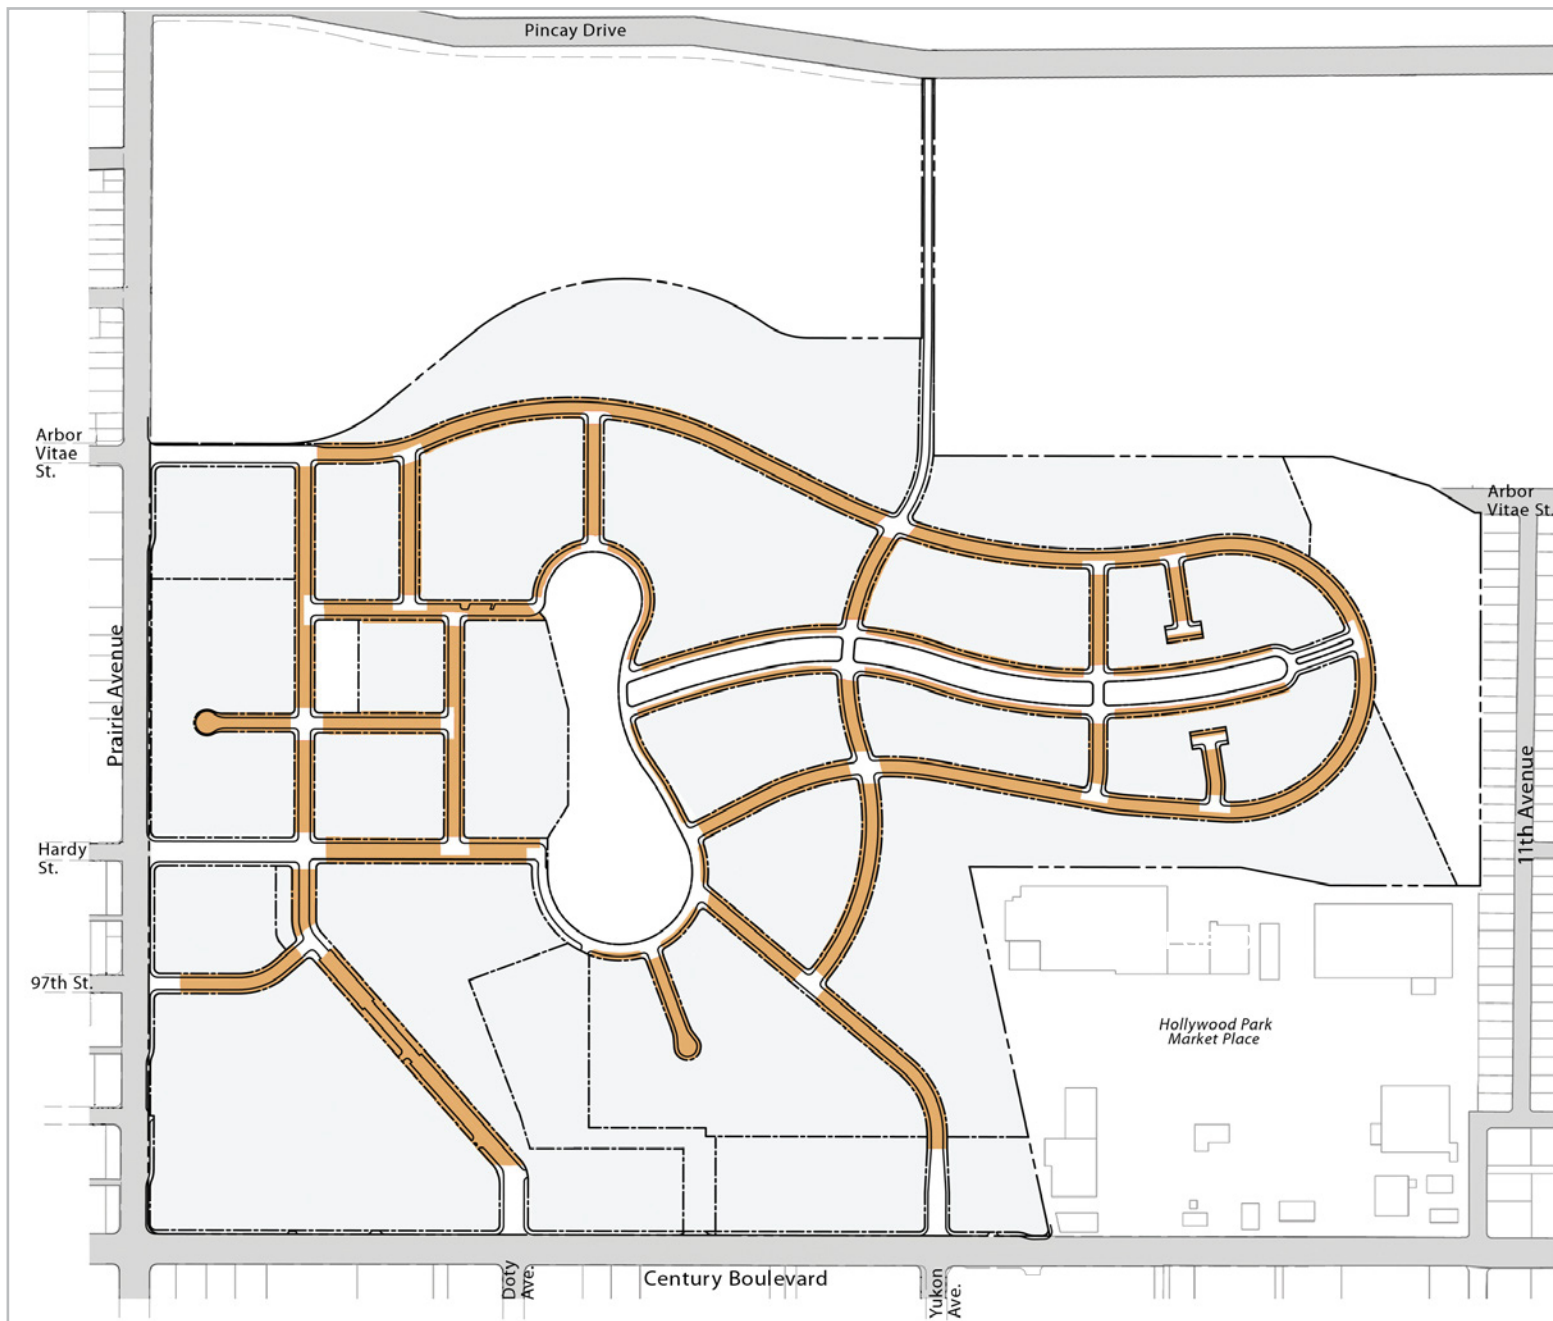 Pincay Drive
Arbor
Vitae
St.
Arbor
Vitae St.
Prairie Avenue
11th Avenue
Hardy
St.
97th St.
Hollywood Park
Market Place
Doty
Ave.
Century Boulevard
Yukon
Ave.